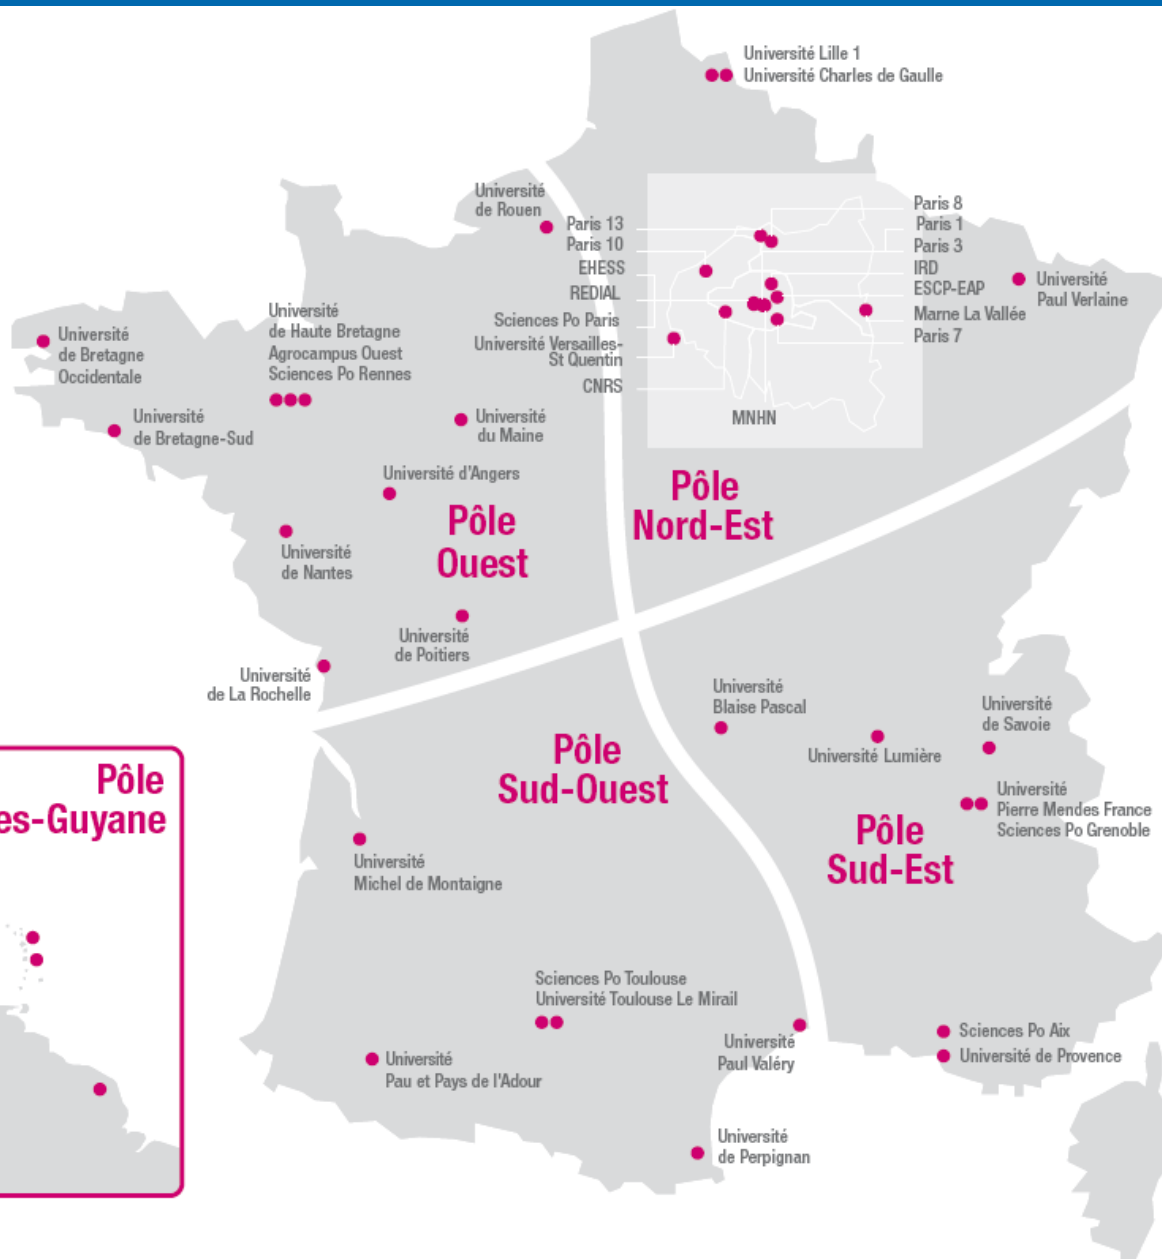 Université Lille 1
Université Charles de Gaulle
Université
de Rouen
Paris 13
Paris 10
EHESS
REDIAL
Sciences Po Paris
Université Versailles-
St Quentin
CNRS
MNHN
Paris 8
Paris 1
Paris 3
IRD
ESCP-EAP
Marne La Vallée
Paris 7
Université
Paul Verlaine
Université
de Bretagne
Occidentale
Université
de Haute Bretagne
Agrocampus Ouest
Sciences Po Rennes
Université
de Bretagne-Sud
Université
du Maine
Université d'Angers
Pôle
Ouest
Pôle
Nord-Est
Université
de Nantes
Université
de Poitiers
Université
de La Rochelle
Université
Blaise Pascal
Université Lumière
Université
de Savoie
Université
Pierre Mendes France
Sciences Po Grenoble
Pôle
Sud-Ouest
Pôle
Sud-Est
Pôle
es-Guyane
Université
Michel de Montaigne
Sciences Po Toulouse
Université Toulouse Le Mirail
Université
Pau et Pays de l'Adour
Université
Paul Valéry
Sciences Po Aix
Université de Provence
Université
de Perpignan